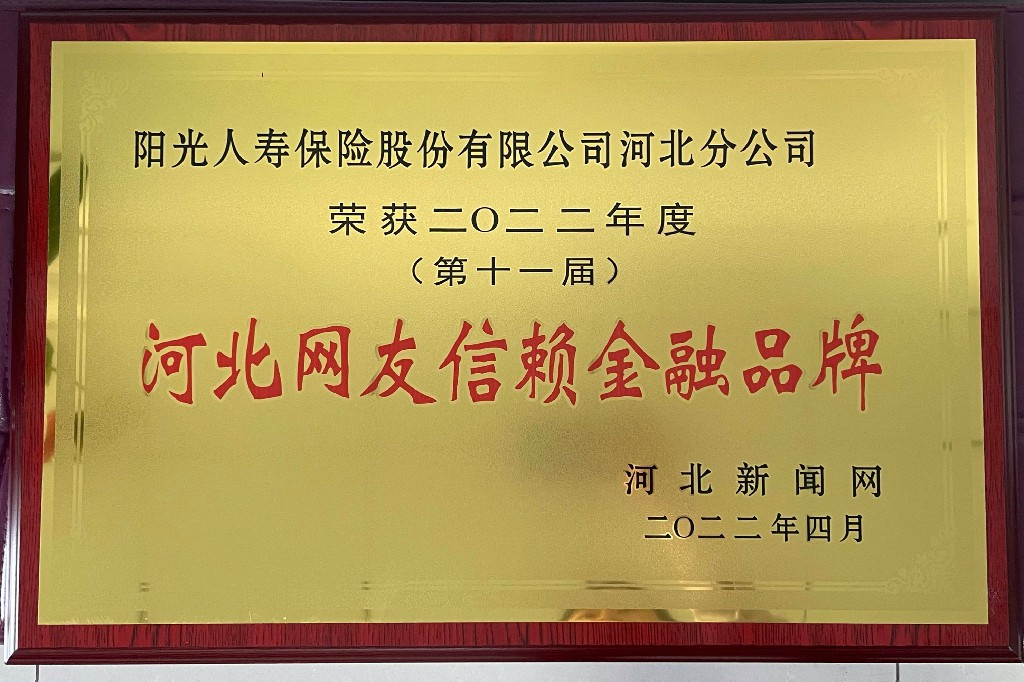 阳光人寿保险股份有限公司河北分公司
荣获二〇二二年度
（第十一届）
河北网友信赖金融品牌
河北新闻网
二〇二二年四月